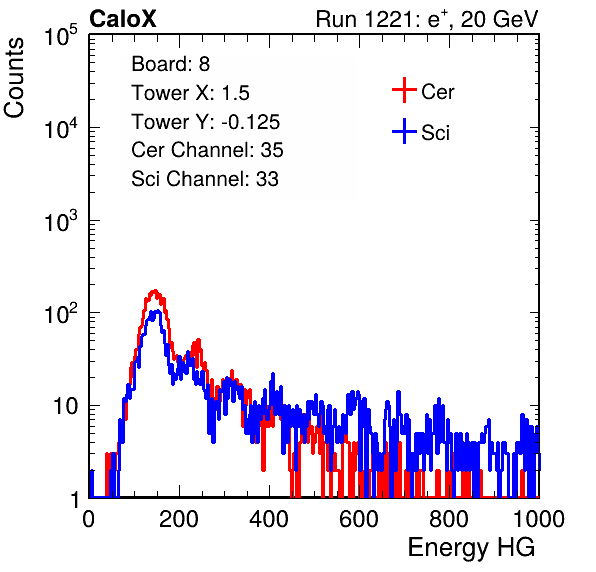 CaloX Run 1221: e⁺, 20 GeV
Board: 8
Tower X: 1.5
Tower Y: -0.125
Cer Channel: 35
Sci Channel: 33
Cer
Sci
Counts
10⁵
10⁴
10³
10²
10
1
0 200 400 600 800 1000
Energy HG